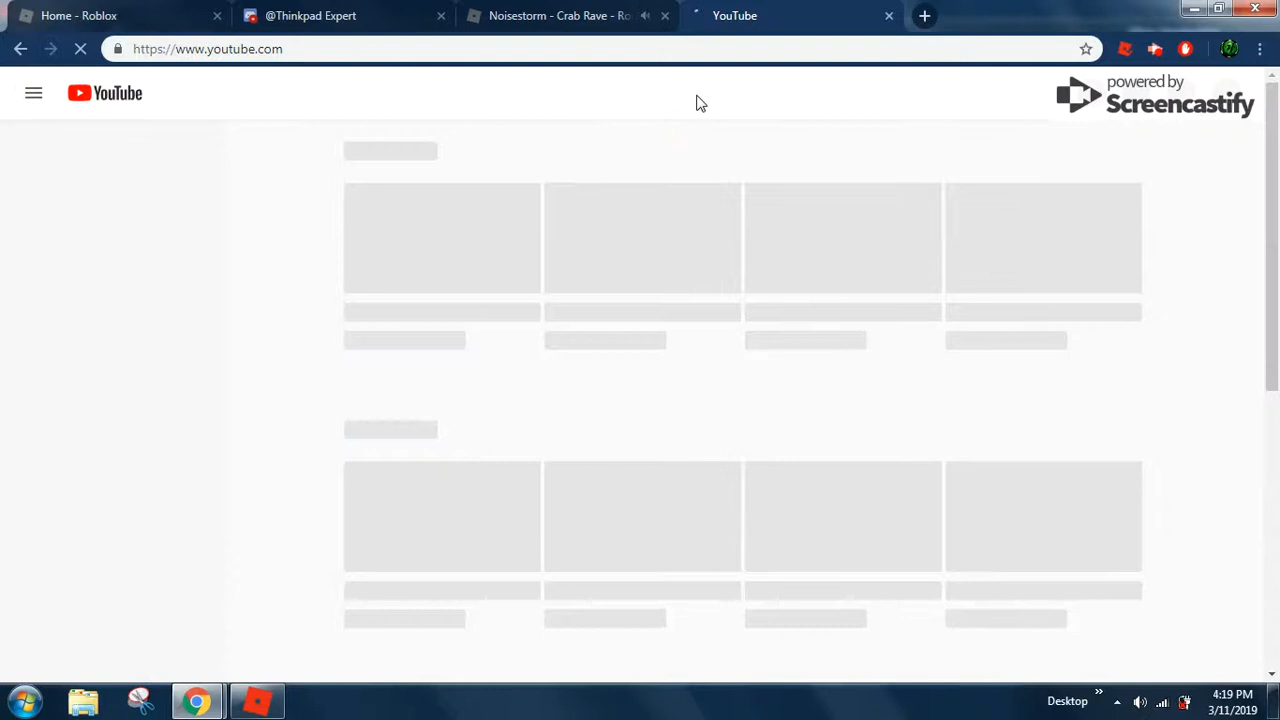 Home - Roblox
@Thinkpad Expert
Noisestorm - Crab Rave - Ro
YouTube
https://www.youtube.com
YouTube
powered by
Screencastify
Desktop
4:19 PM
3/11/2019